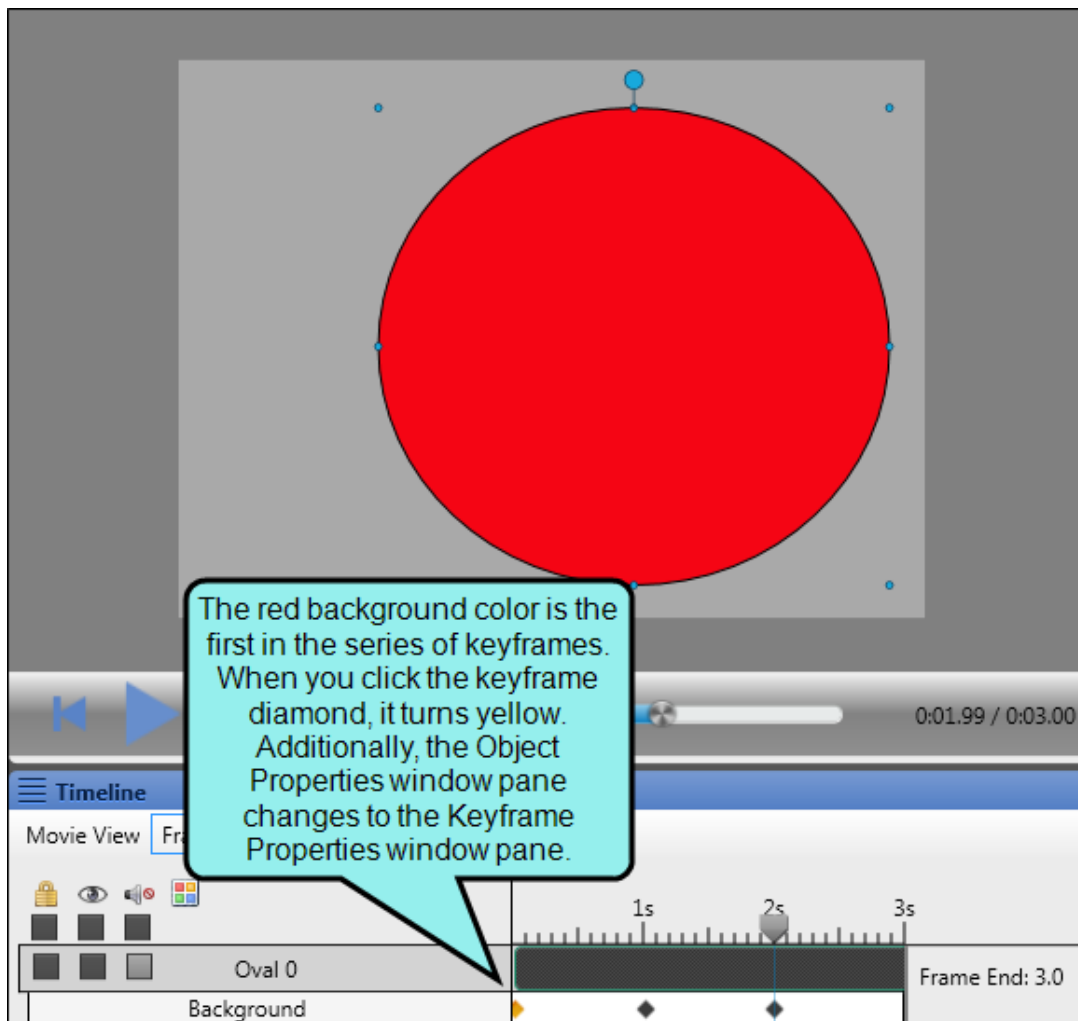 The red background color is the
first in the series of keyframes.
When you click the keyframe
diamond, it turns yellow.
Additionally, the Object
Properties window pane
changes to the Keyframe
Properties window pane.
0:01.99 / 0:03.00
Timeline
Movie View
1s 2s 3s
Oval 0
Frame End: 3.0
Background